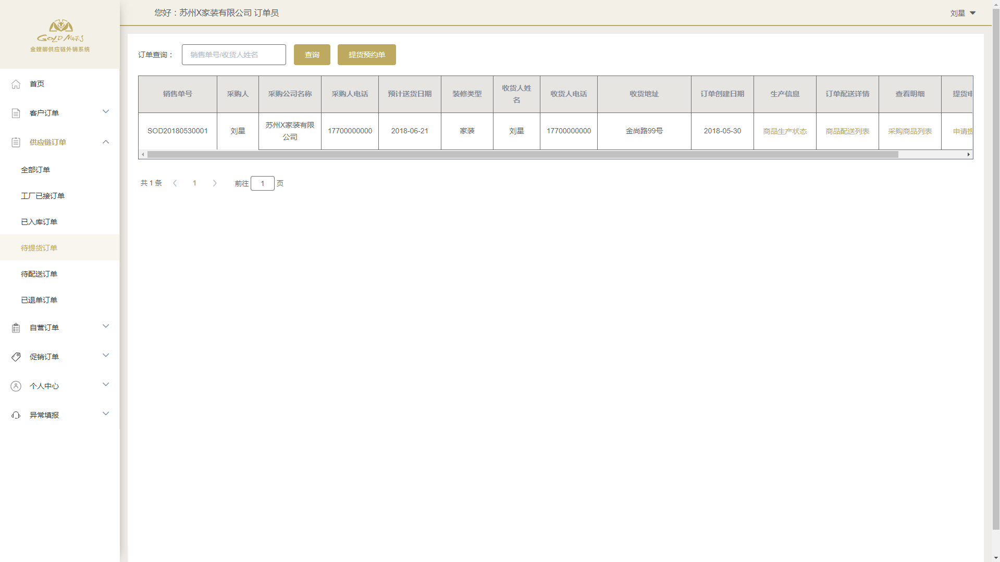 GOLD MATIS
金螳螂供应链外销系统
您好：苏州X家装有限公司 订单员
刘星
首页
客户订单
供应链订单
全部订单
工厂已接订单
已入库订单
待提货订单
待配送订单
已退单订单
自营订单
促销订单
个人中心
异常填报
订单查询： 销售单号/收货人姓名 查询 提货预约单
销售单号 采购人 采购公司名称 采购人电话 预计送货日期 装修类型 收货人姓名 收货人电话 收货地址 订单创建日期 生产信息 订单配送详情 查看明细 提货申
SOD20180530001 刘星 苏州X家装有限公司 17700000000 2018-06-21 家装 刘星 17700000000 金尚路99号 2018-05-30 商品生产状态 商品配送列表 采购商品列表 申请提
共 1 条 1 前往 1 页